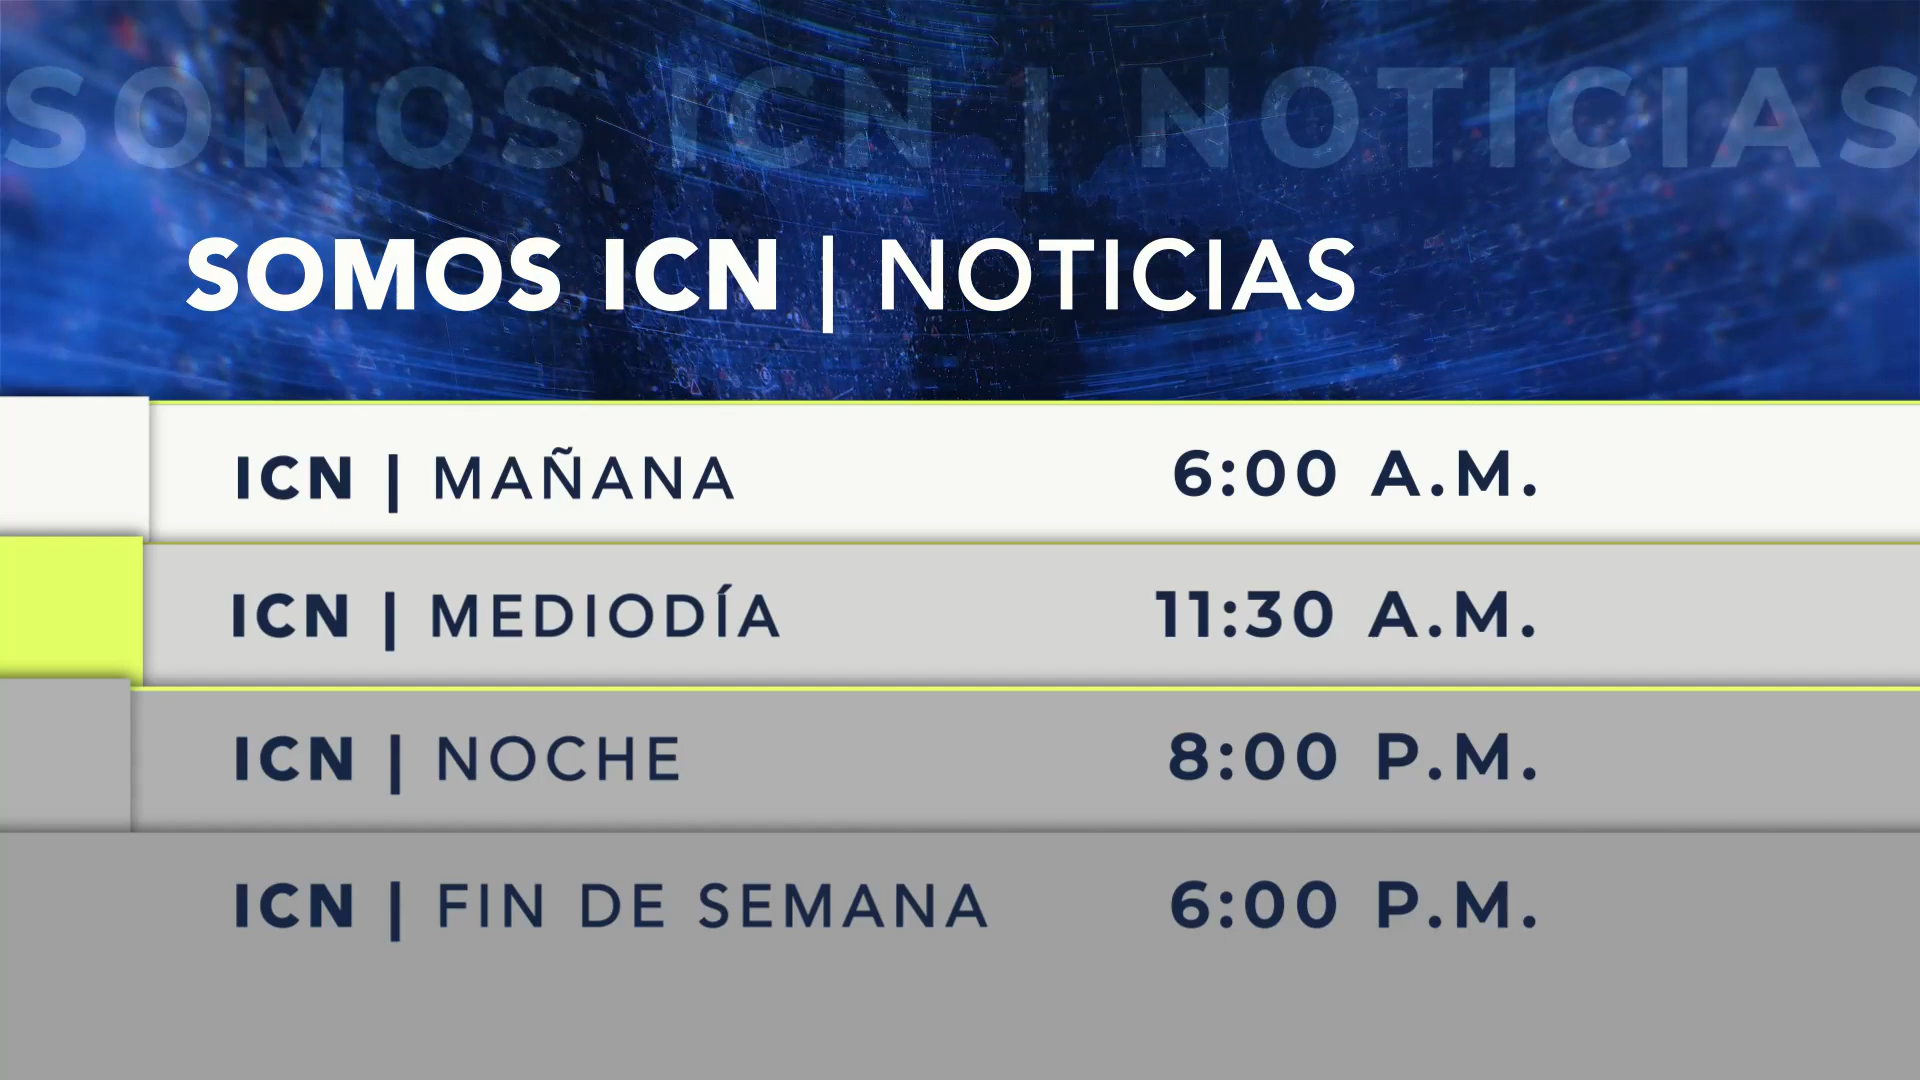 SOMOS ICN | NOTICIAS
SOMOS ICN | NOTICIAS
ICN | MAÑANA 6:00 A.M.
ICN | MEDIODÍA 11:30 A.M.
ICN | NOCHE 8:00 P.M.
ICN | FIN DE SEMANA 6:00 P.M.